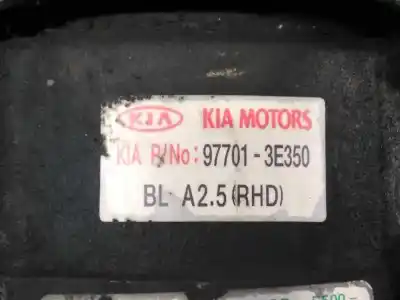 KIA KIA MOTORS
KIA P/No: 97701-3E350
BL A2.5(RHD)